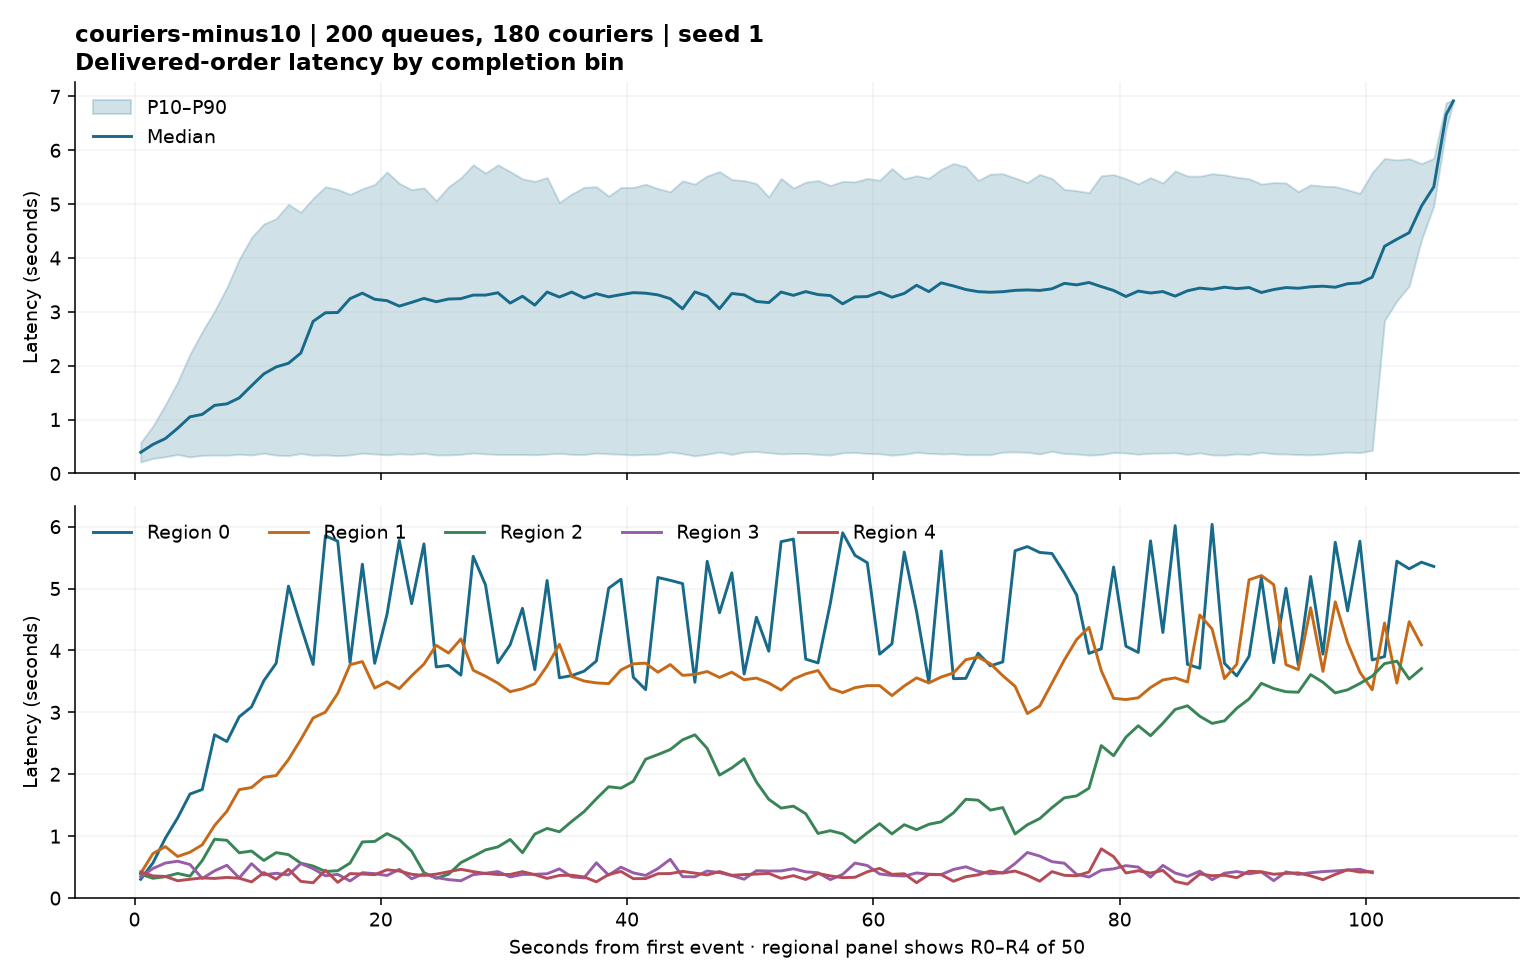 couriers-minus10 | 200 queues, 180 couriers | seed 1
Delivered-order latency by completion bin
7
6
5
4
3
2
1
0
Latency (seconds)
P10–P90
Median
6
5
4
3
2
1
0
Latency (seconds)
Region 0 Region 1 Region 2 Region 3 Region 4
0 20 40 60 80 100
Seconds from first event · regional panel shows R0–R4 of 50